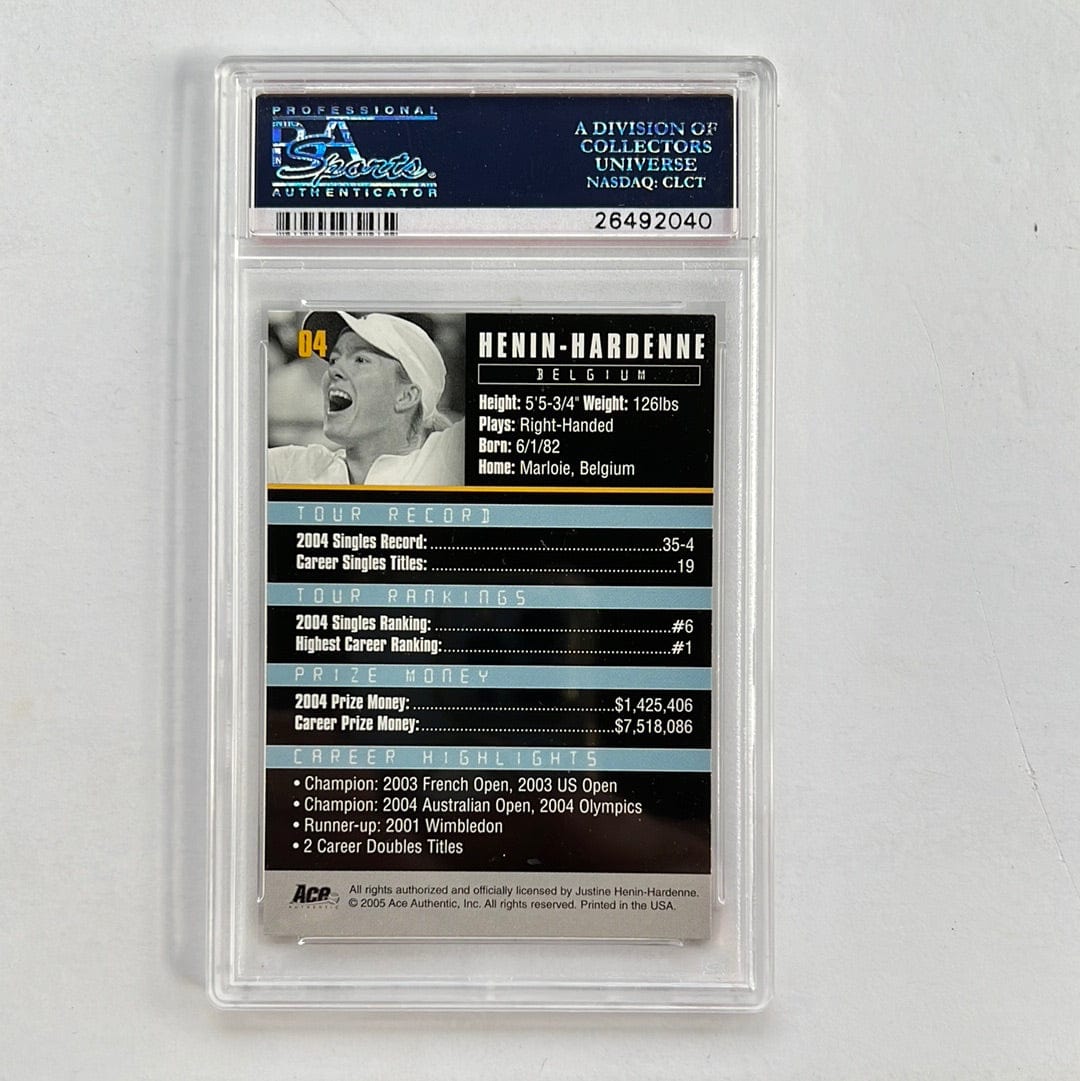 PROFESSIONAL
PSA
Sports
AUTHENTICATOR
A DIVISION OF
COLLECTORS
UNIVERSE
NASDAQ: CLCT
26492040
04
HENIN-HARDENNE
BELGIUM
Height: 5'5-3/4" Weight: 126lbs
Plays: Right-Handed
Born: 6/1/82
Home: Marloie, Belgium
TOUR RECORD
2004 Singles Record:..........35-4
Career Singles Titles:..........19
TOUR RANKINGS
2004 Singles Ranking:..........#6
Highest Career Ranking:..........#1
PRIZE MONEY
2004 Prize Money:..........$1,425,406
Career Prize Money:..........$7,518,086
CAREER HIGHLIGHTS
• Champion: 2003 French Open, 2003 US Open
• Champion: 2004 Australian Open, 2004 Olympics
• Runner-up: 2001 Wimbledon
• 2 Career Doubles Titles
Ace
AUTHENTIC
All rights authorized and officially licensed by Justine Henin-Hardenne.
© 2005 Ace Authentic, Inc. All rights reserved. Printed in the USA.